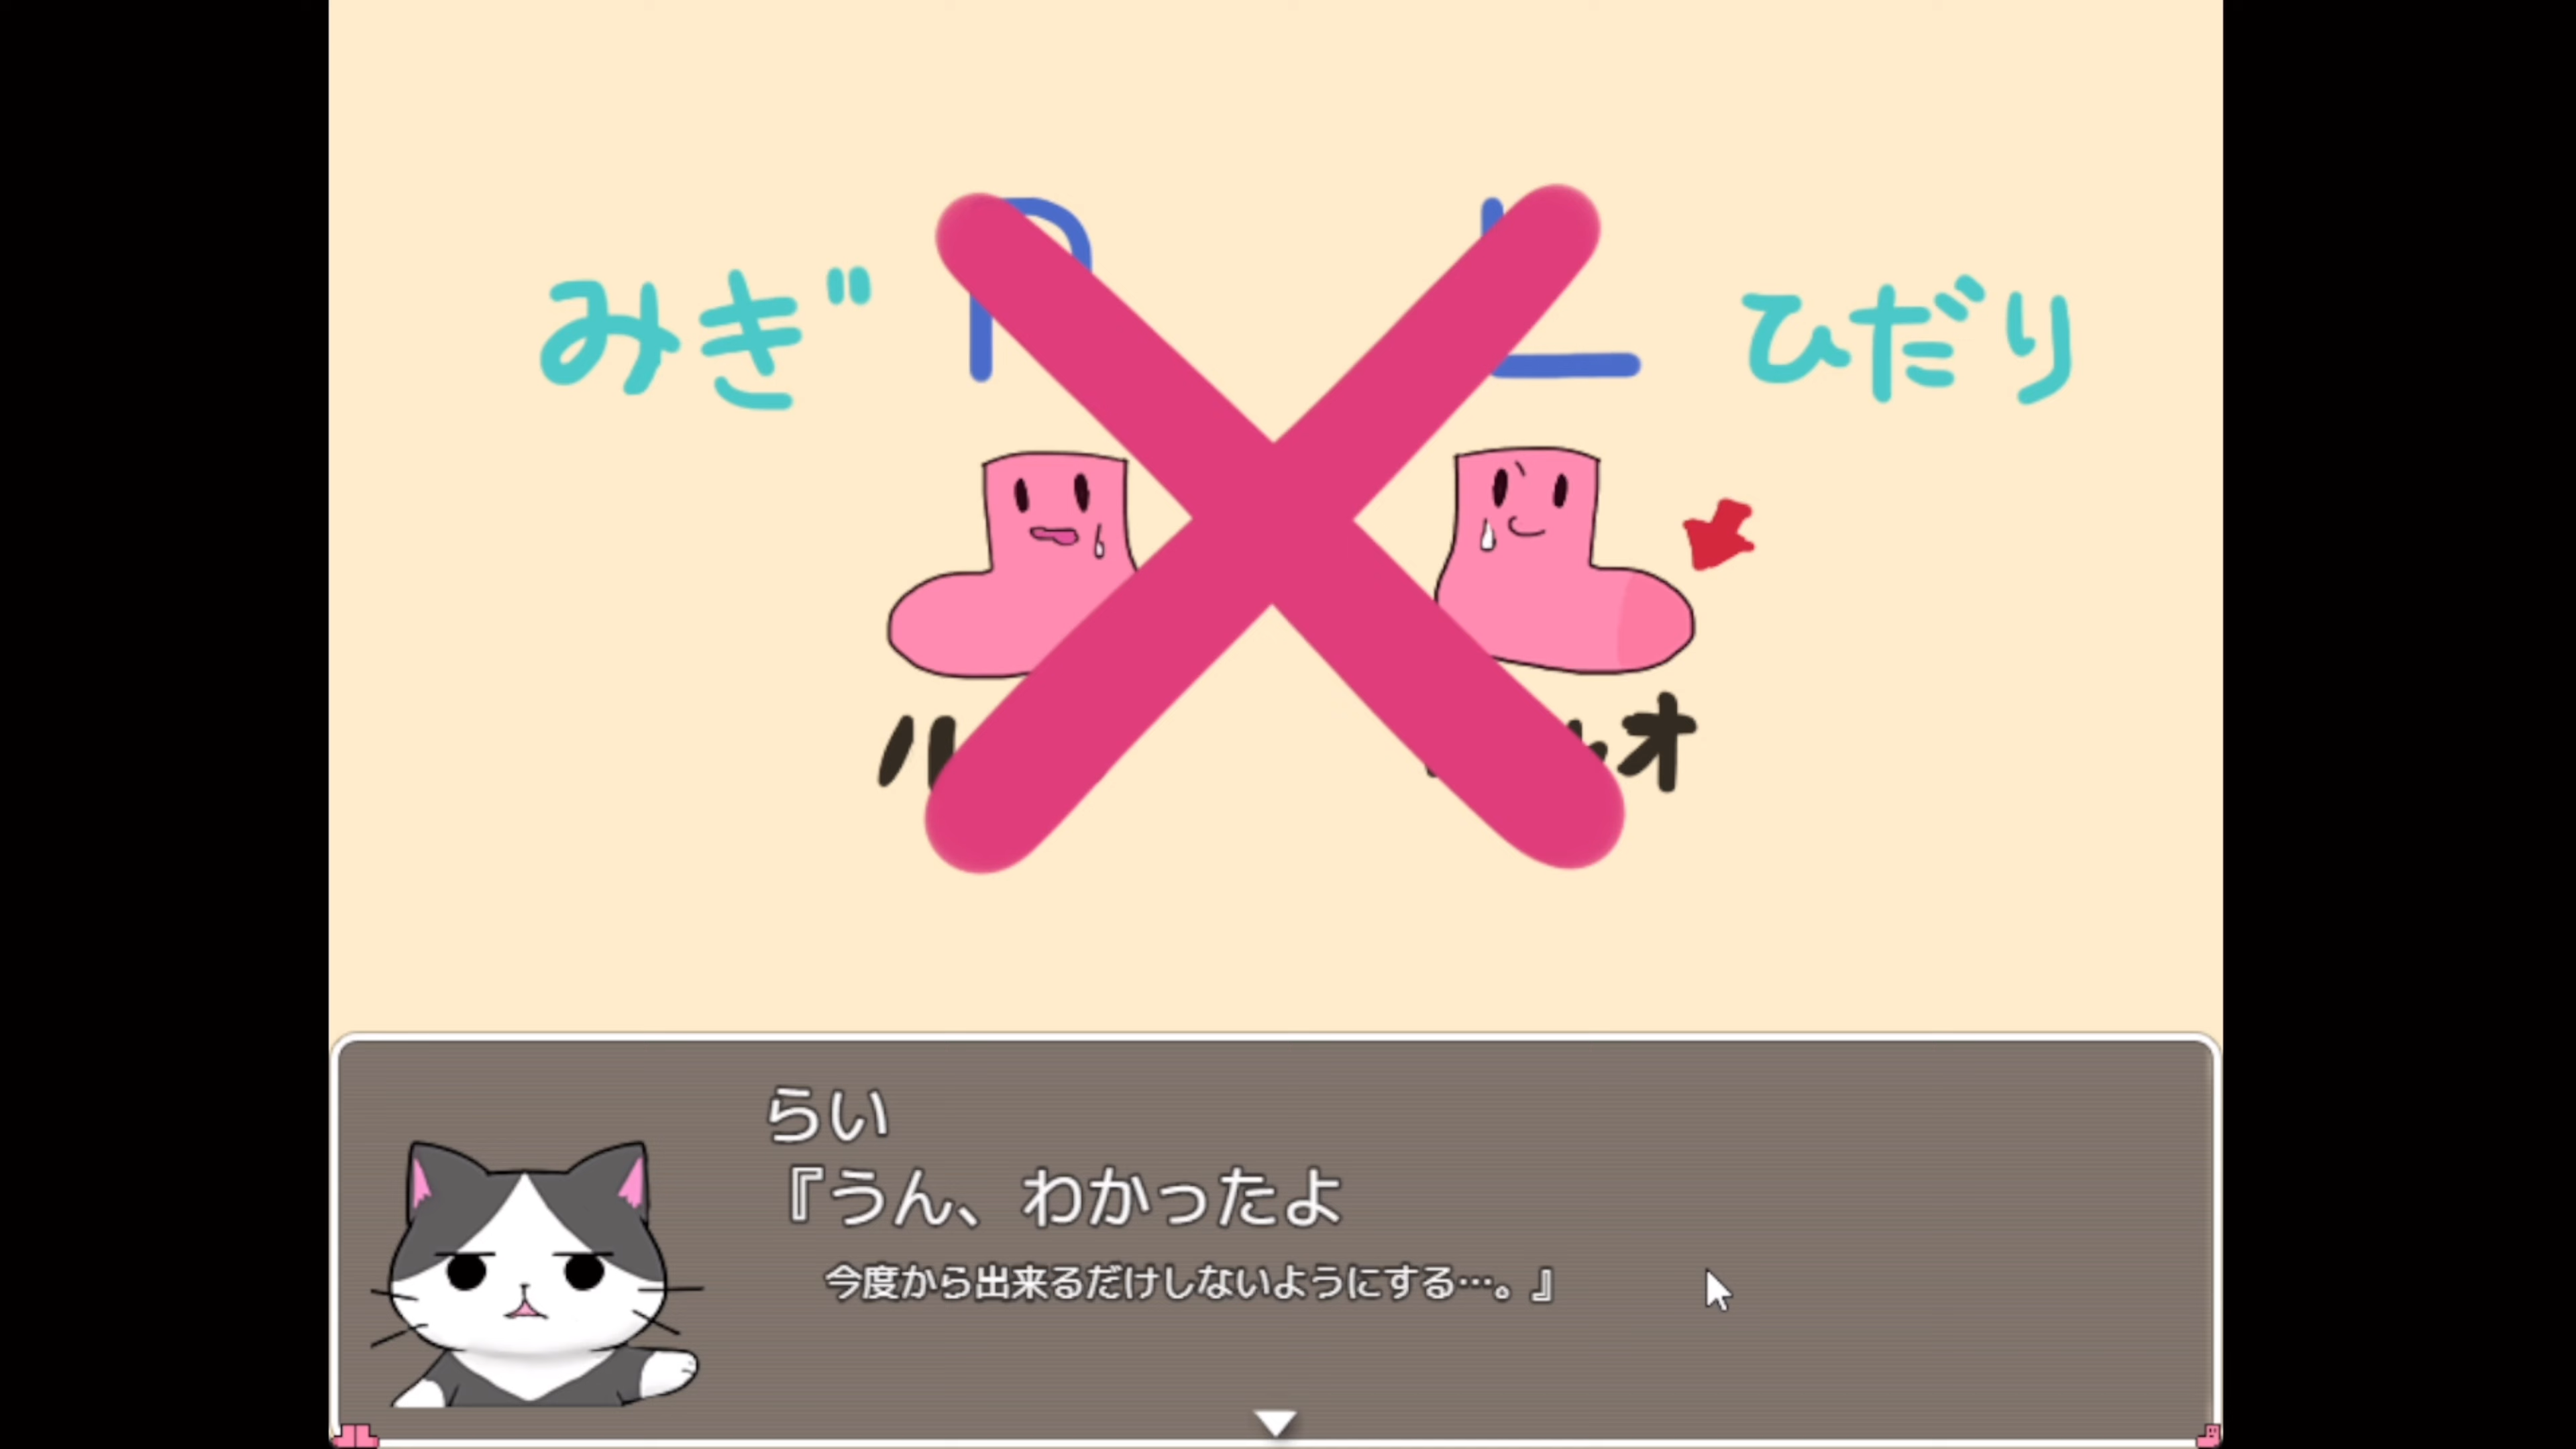 みぎ
ひだり
らい
『うん、わかったよ
今度から出来るだけしないようにする…。』